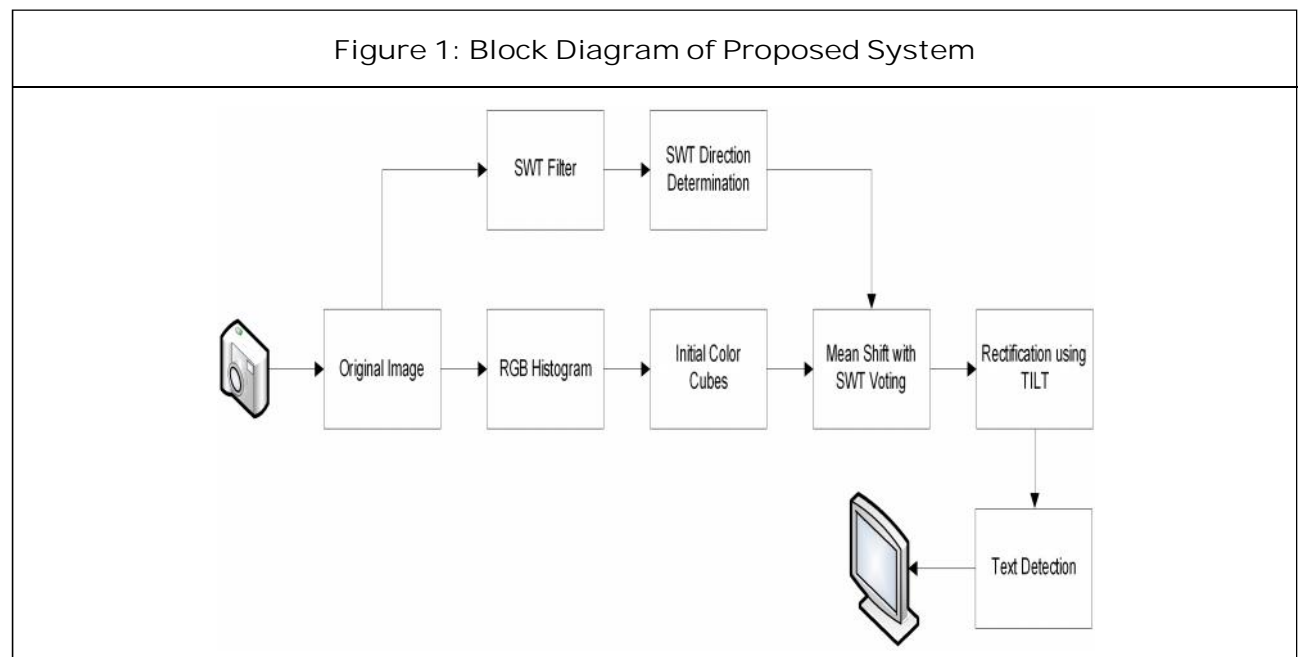 Figure 1: Block Diagram of Proposed System
SWT Filter
SWT Direction
Determination
Original Image
RGB Histogram
Initial Color
Cubes
Mean Shift with
SWT Voting
Rectification using
TILT
Text Detection